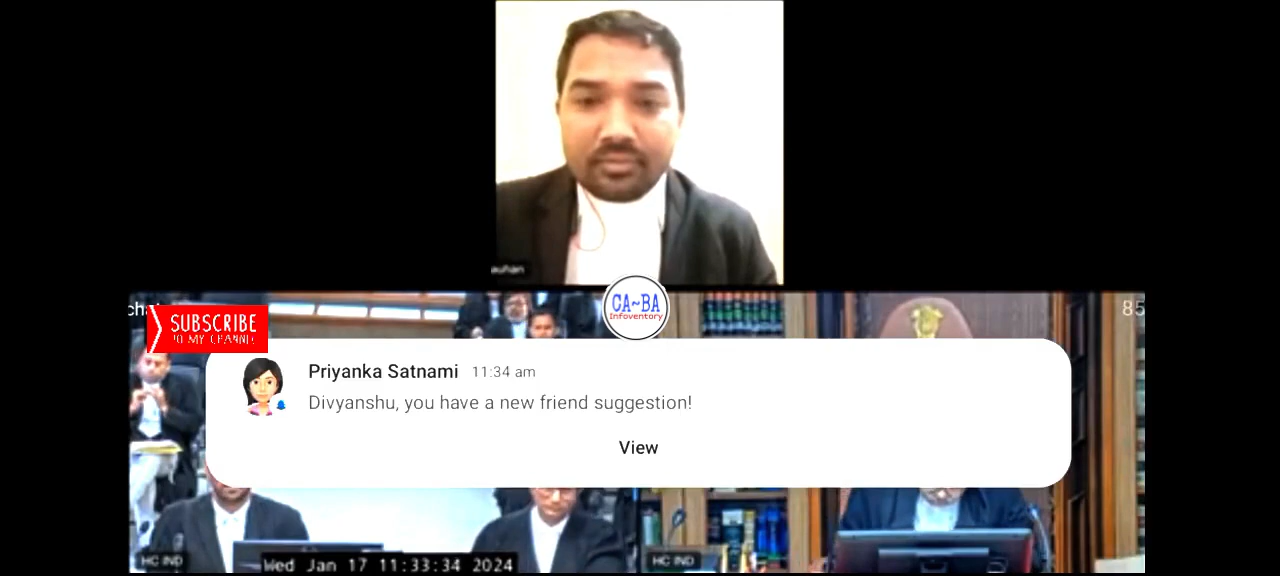 auhan
CA~BA
Infoventory
cha
85
SUBSCRIBE
TO MY CHANNEL
Priyanka Satnami 11:34 am
Divyanshu, you have a new friend suggestion!
View
HC IND
Wed Jan 17 11:33:34 2024
HC IND